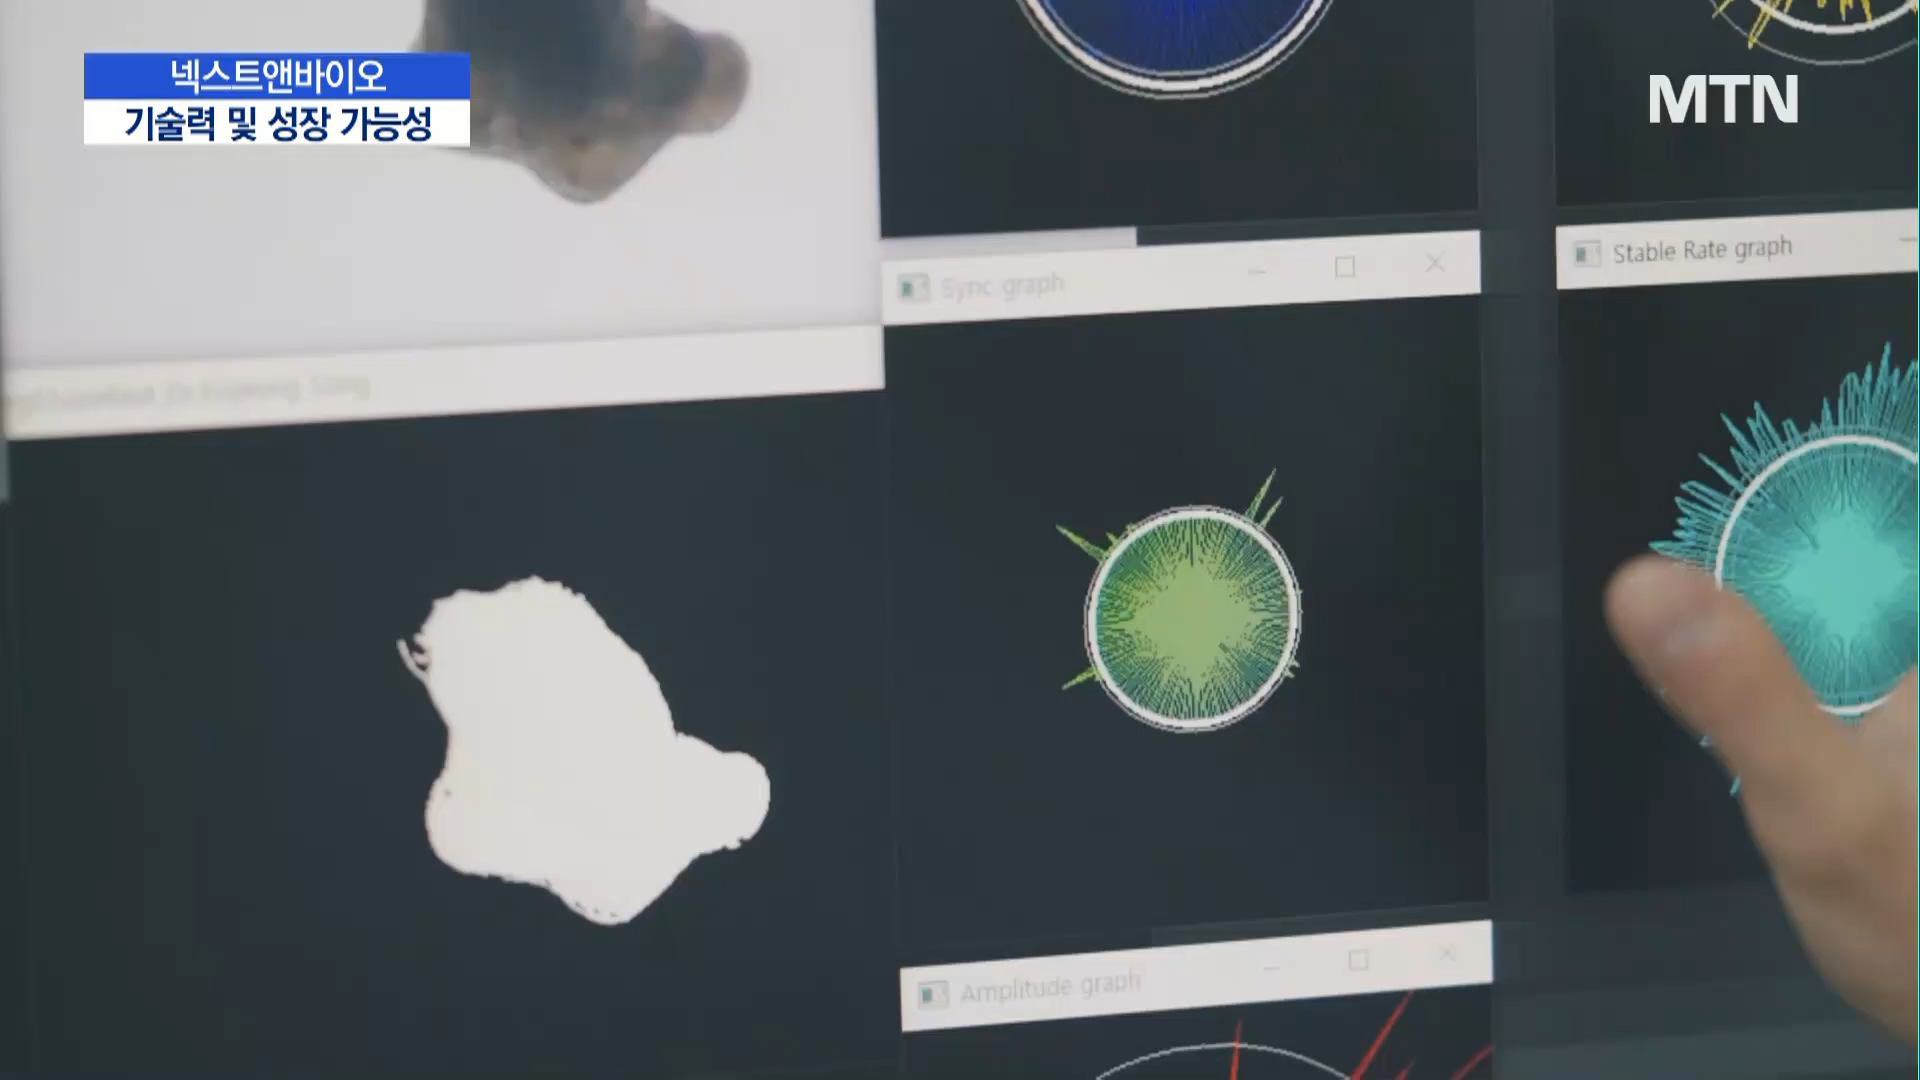 넥스트앤바이오
기술력 및 성장 가능성
MTN
Sync graph
Stable Rate graph
Amplitude graph